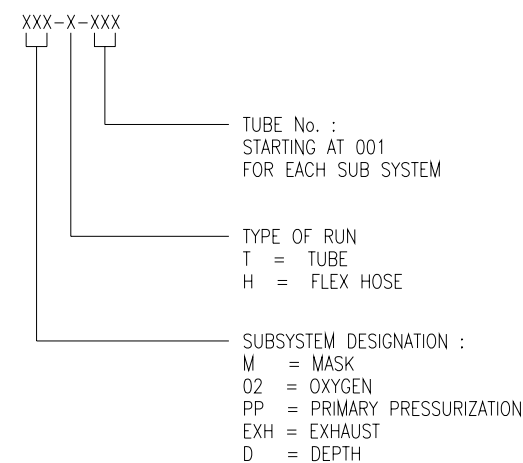 XXX-X-XXX
TUBE No. :
STARTING AT 001
FOR EACH SUB SYSTEM
TYPE OF RUN
T = TUBE
H = FLEX HOSE
SUBSYSTEM DESIGNATION :
M = MASK
O2 = OXYGEN
PP = PRIMARY PRESSURIZATION
EXH = EXHAUST
D = DEPTH